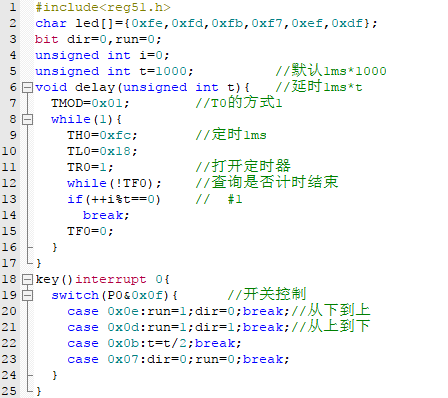 1 #include<reg51.h>
2 char led[]={0xfe,0xfd,0xfb,0xf7,0xef,0xdf};
3 bit dir=0,run=0;
4 unsigned int i=0;
5 unsigned int t=1000; //默认1ms*1000
6 void delay(unsigned int t){ //延时1ms*t
7 TMOD=0x01; //T0的方式1
8 while(1){
9 TH0=0xfc; //定时1ms
10 TL0=0x18;
11 TR0=1; //打开定时器
12 while(!TF0); //查询是否计时结束
13 if(++i%t==0) // #1
14 break;
15 TF0=0;
16 }
17 }
18 key()interrupt 0{
19 switch(P0&0x0f){ //开关控制
20 case 0x0e:run=1;dir=0;break;//从下到上
21 case 0x0d:run=1;dir=1;break;//从上到下
22 case 0x0b:t=t/2;break;
23 case 0x07:dir=0;run=0;break;
24 }
25 }